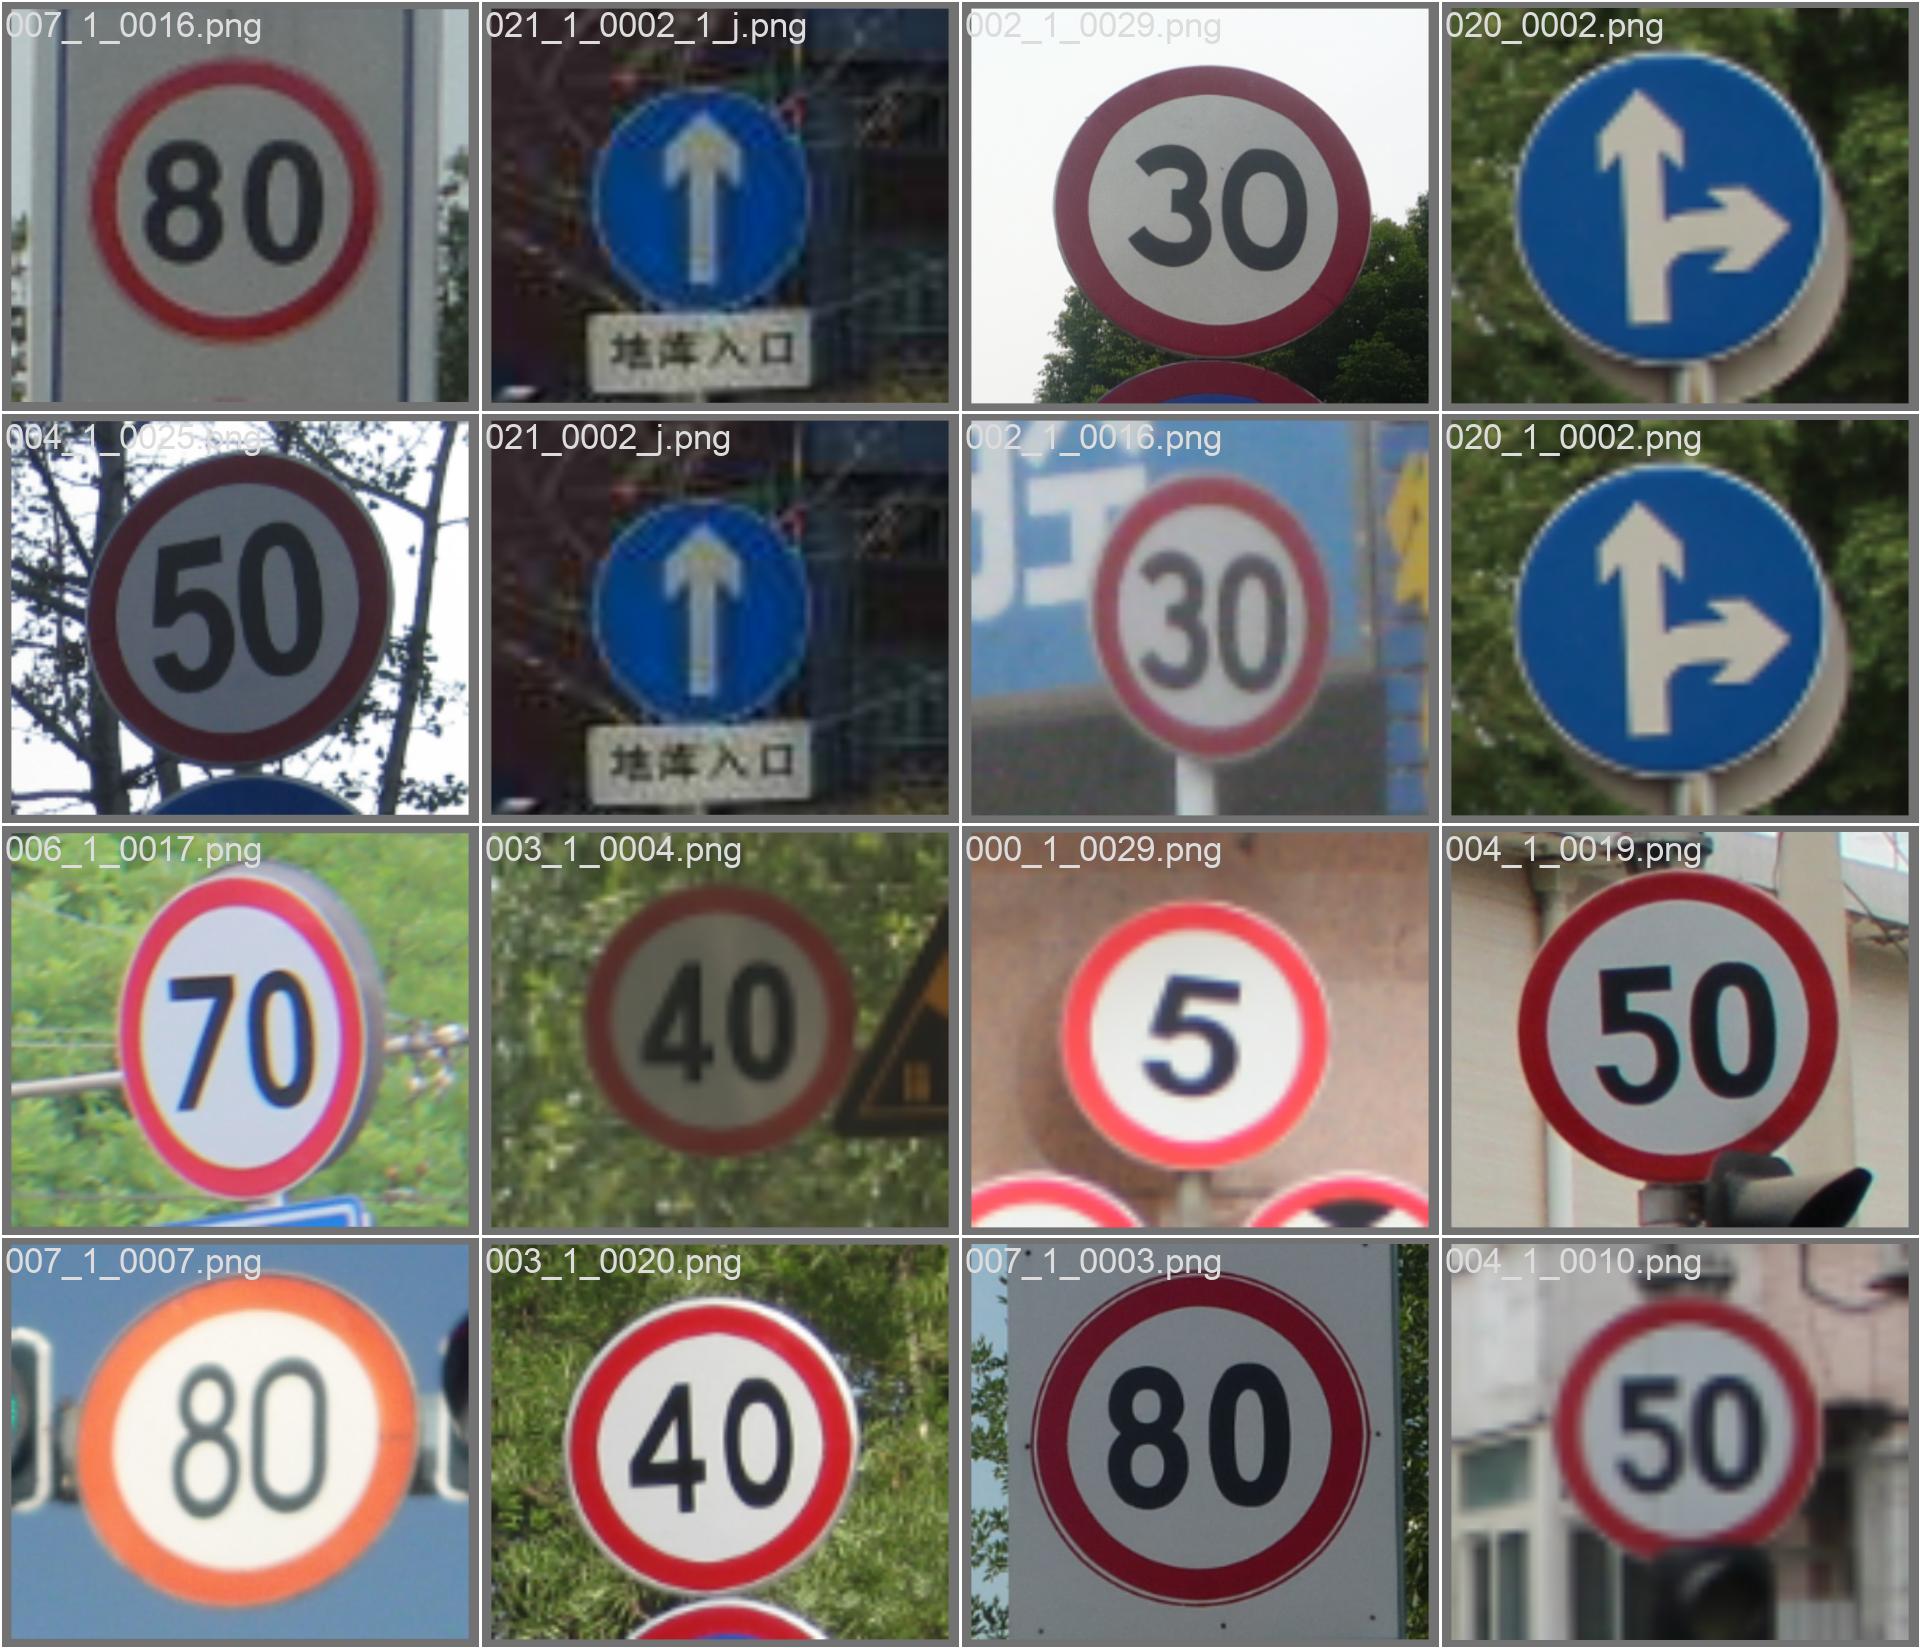 007_1_0016.png
80
021_1_0002_1_j.png
地库入口
002_1_0029.png
30
020_0002.png
004_1_0025.png
50
021_0002_j.png
地库入口
002_1_0016.png
30
020_1_0002.png
006_1_0017.png
70
003_1_0004.png
40
000_1_0029.png
5
004_1_0019.png
50
007_1_0007.png
80
003_1_0020.png
40
007_1_0003.png
80
004_1_0010.png
50